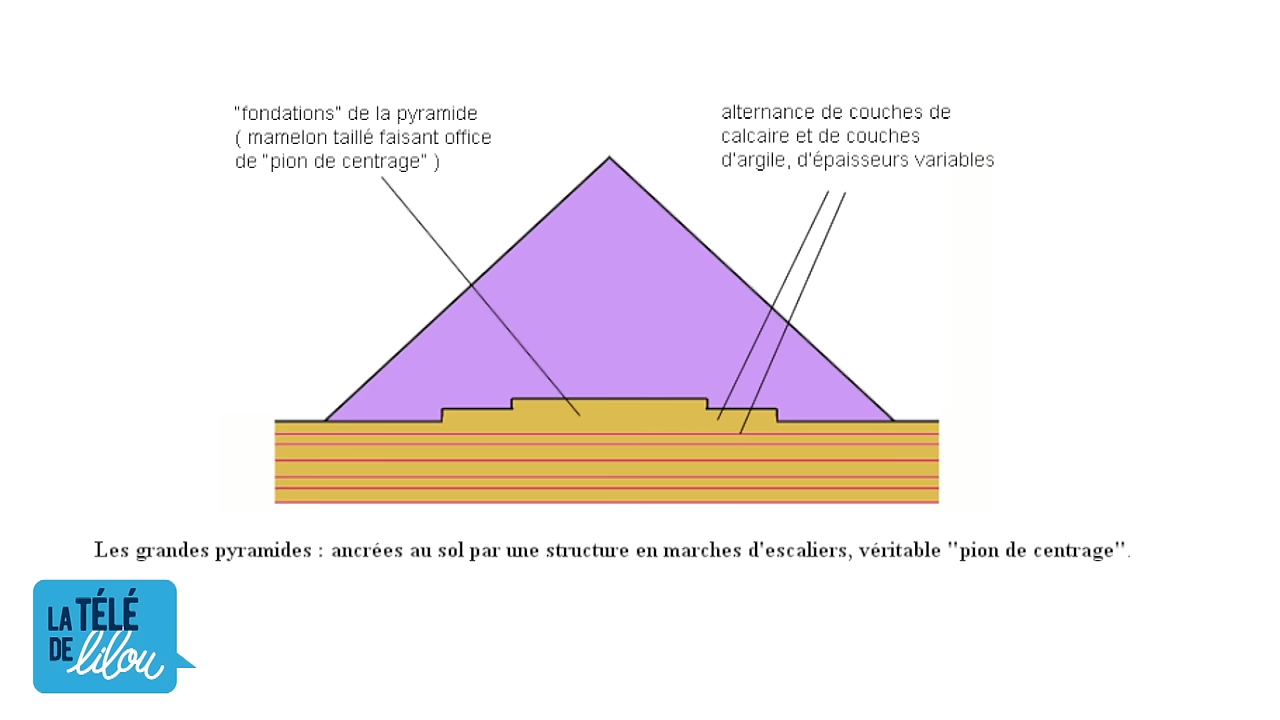 "fondations" de la pyramide
( mamelon taillé faisant office
de "pion de centrage" )
alternance de couches de
calcaire et de couches
d'argile, d'épaisseurs variables
Les grandes pyramides : ancrées au sol par une structure en marches d'escaliers, véritable "pion de centrage".
LA TÉLÉ
DE lilou